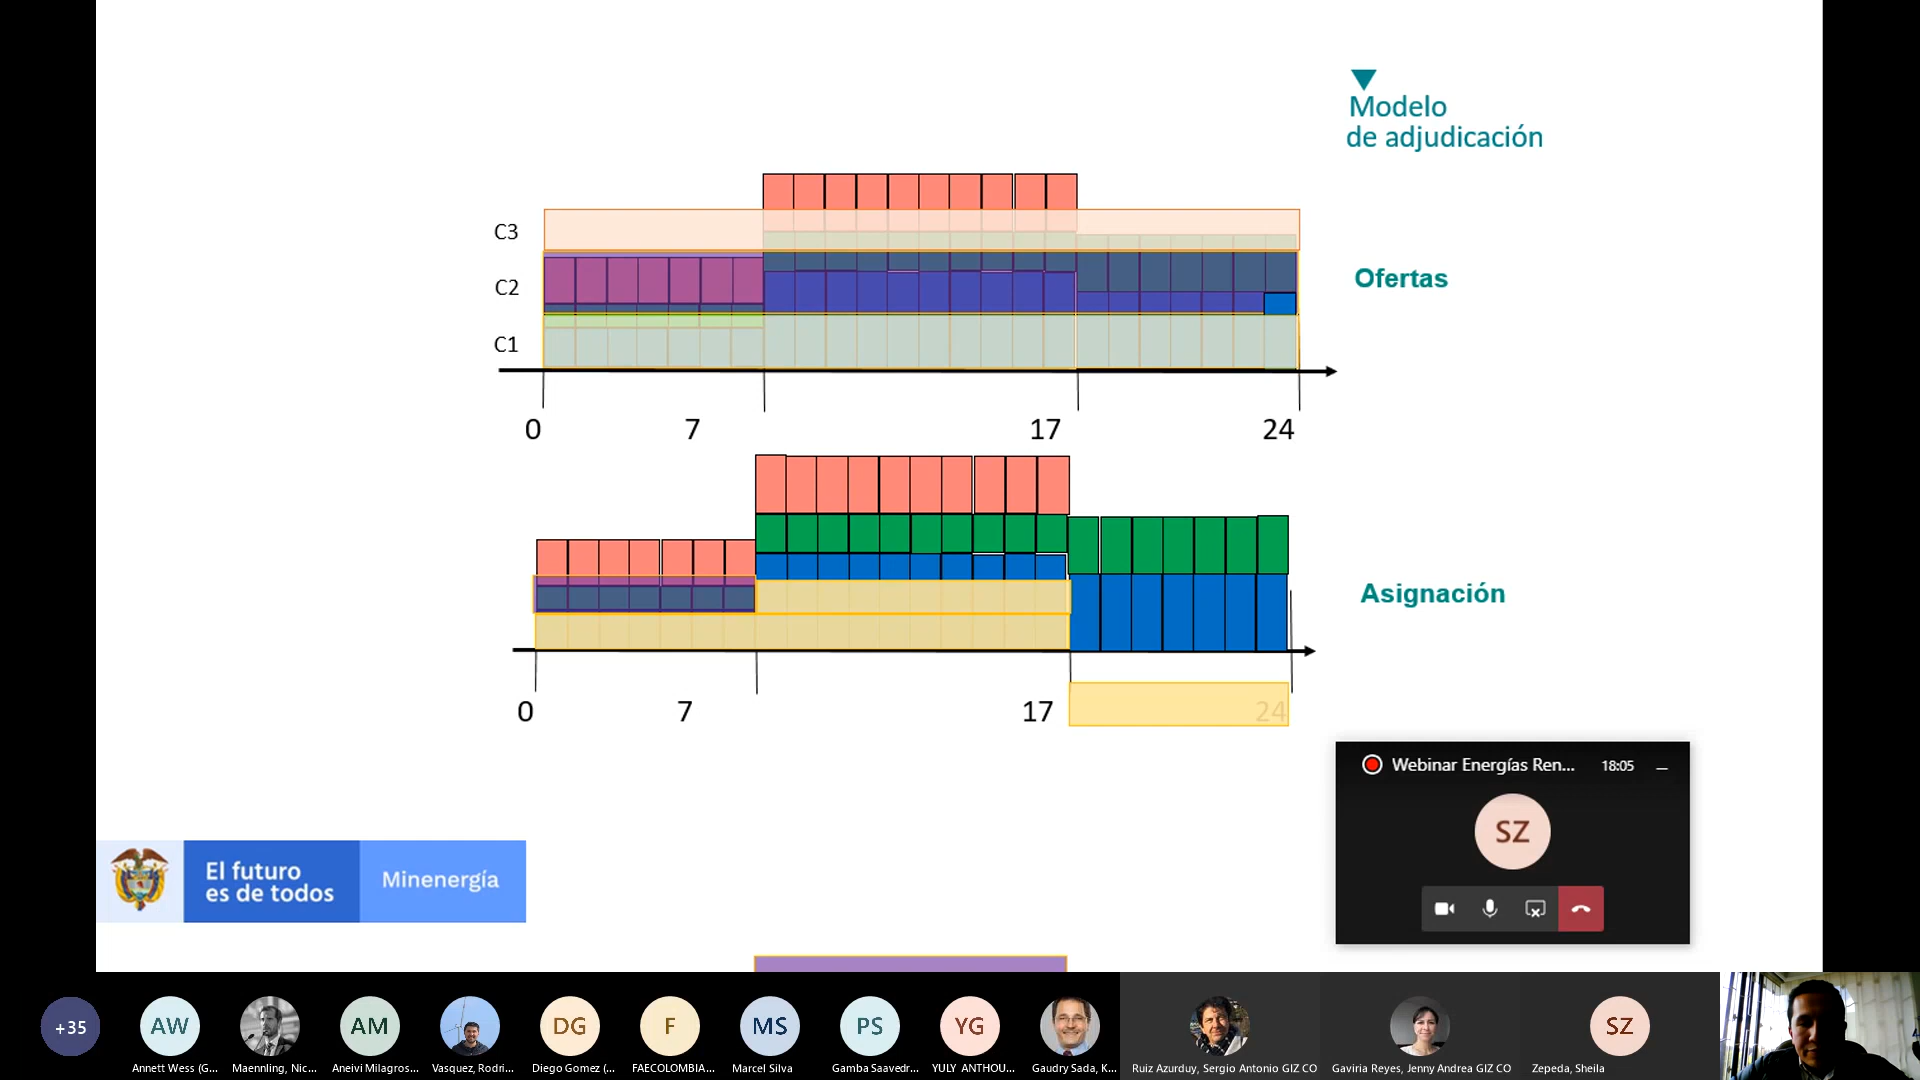 Modelo
de adjudicación
C3
C2
C1
0 7 17 24
Ofertas
Asignación
0 7 17 24
Webinar Energías Ren... 18:05
SZ
El futuro
es de todos
Minenergía
+35
AW
AM
DG
F
MS
PS
YG
SZ
Annett Wess (G...
Maennling, Nic...
Aneivi Milagros...
Vasquez, Rodri...
Diego Gomez (...
FAECOLOMBIA...
Marcel Silva
Gamba Saavedr...
YULY ANTHOU...
Gaudry Sada, K...
Ruiz Azurduy, Sergio Antonio GIZ CO
Gaviria Reyes, Jenny Andrea GIZ CO
Zepeda, Sheila